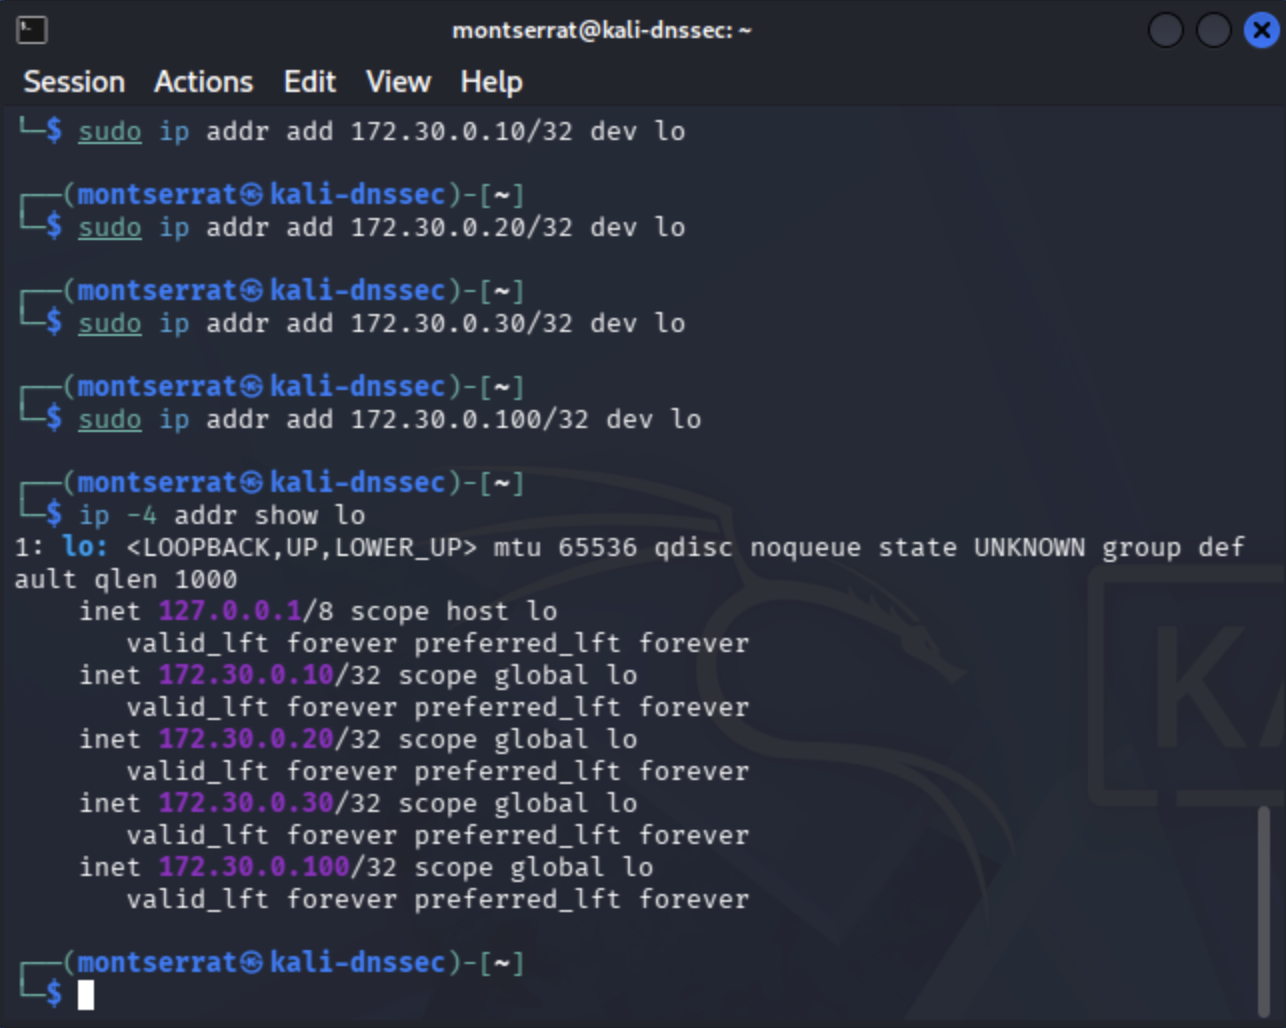 montserrat@kali-dnssec: ~
Session Actions Edit View Help
└─$ sudo ip addr add 172.30.0.10/32 dev lo
┌──(montserrat㉿kali-dnssec)-[~]
└─$ sudo ip addr add 172.30.0.20/32 dev lo
┌──(montserrat㉿kali-dnssec)-[~]
└─$ sudo ip addr add 172.30.0.30/32 dev lo
┌──(montserrat㉿kali-dnssec)-[~]
└─$ sudo ip addr add 172.30.0.100/32 dev lo
┌──(montserrat㉿kali-dnssec)-[~]
└─$ ip -4 addr show lo
1: lo: <LOOPBACK,UP,LOWER_UP> mtu 65536 qdisc noqueue state UNKNOWN group def
ault qlen 1000
    inet 127.0.0.1/8 scope host lo
       valid_lft forever preferred_lft forever
    inet 172.30.0.10/32 scope global lo
       valid_lft forever preferred_lft forever
    inet 172.30.0.20/32 scope global lo
       valid_lft forever preferred_lft forever
    inet 172.30.0.30/32 scope global lo
       valid_lft forever preferred_lft forever
    inet 172.30.0.100/32 scope global lo
       valid_lft forever preferred_lft forever
┌──(montserrat㉿kali-dnssec)-[~]
└─$